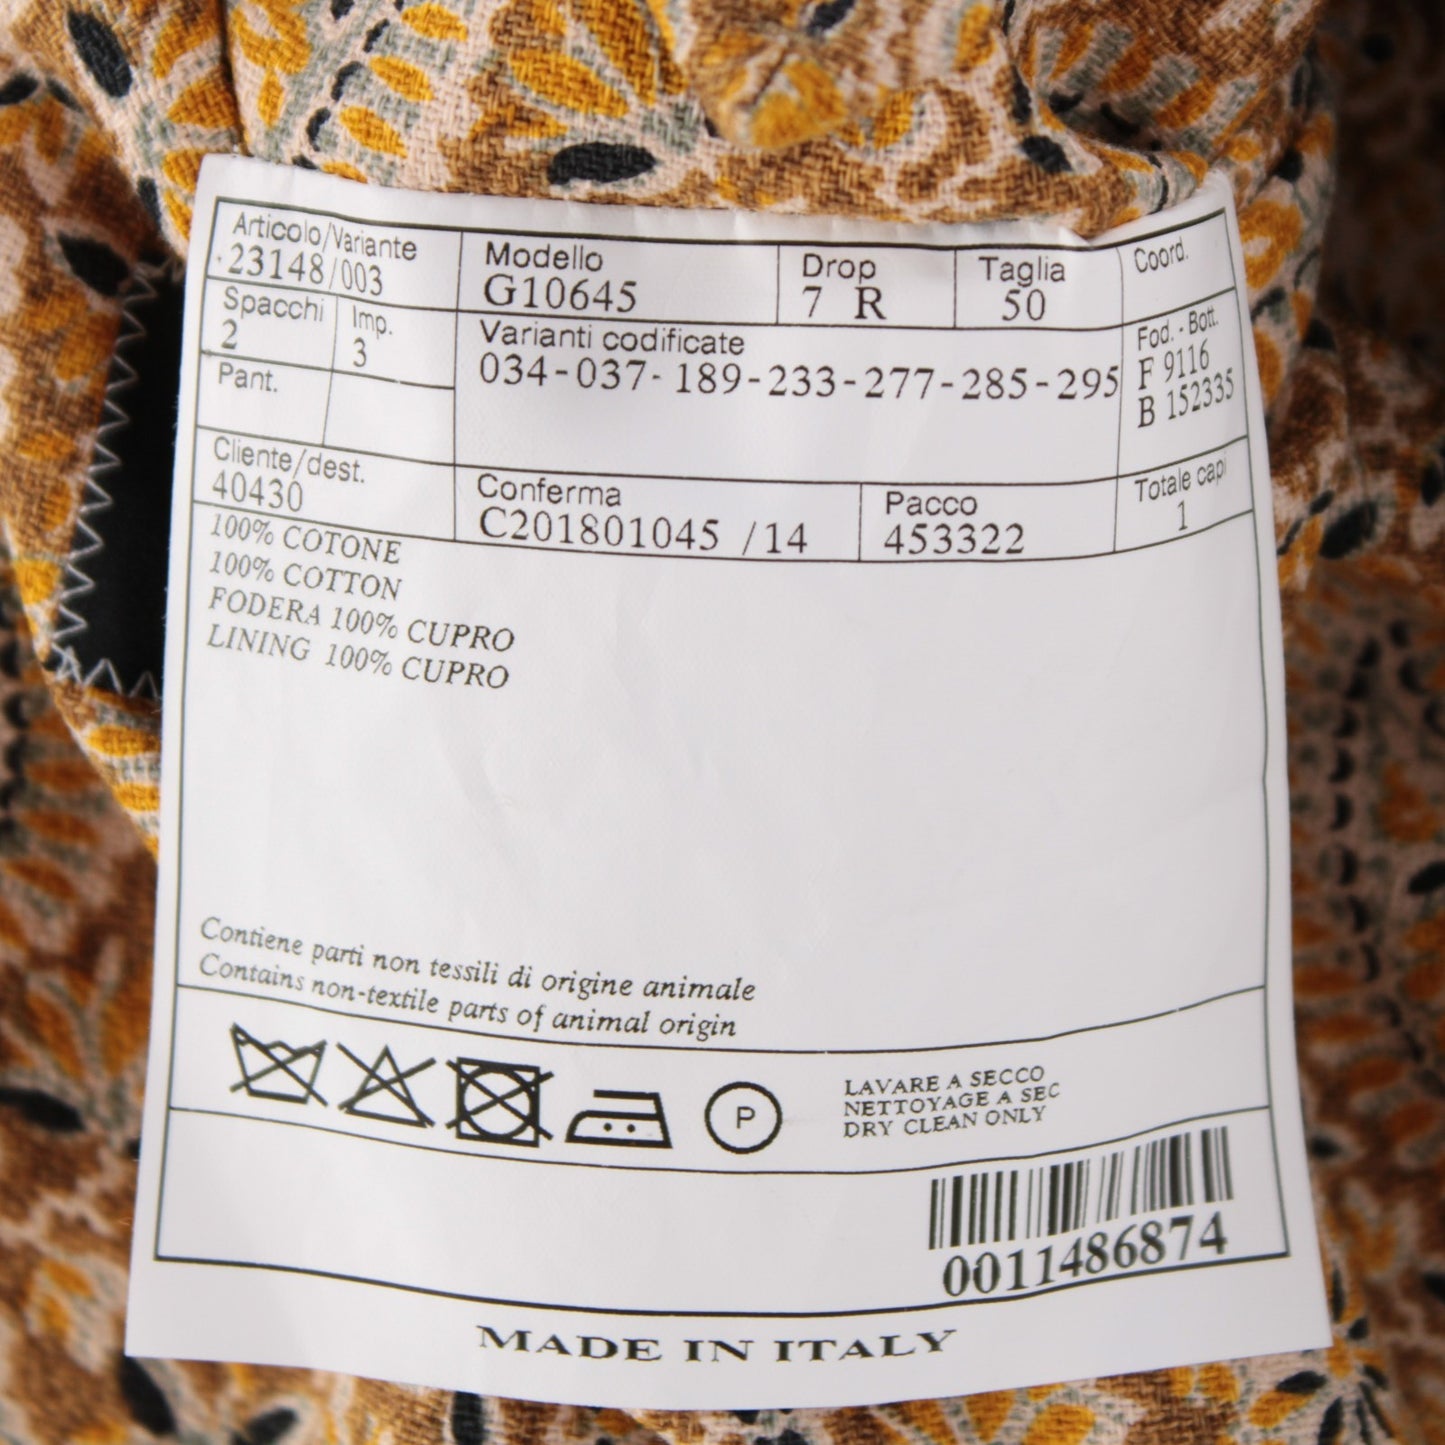 Articolo/Variante Modello Drop Taglia Coord.
23148/003 G10645 7 R 50
Spacchi Imp. Varianti codificate Fod. - Bott.
2 3 034-037-189-233-277-285-295 F 9116
Pant. B 152335
Cliente/dest. Conferma Pacco Totale capi
40430 C201801045 /14 453322 1
100% COTONE
100% COTTON
FODERA 100% CUPRO
LINING 100% CUPRO
Contiene parti non tessili di origine animale
Contains non-textile parts of animal origin
P
LAVARE A SECCO
NETTOYAGE A SEC
DRY CLEAN ONLY
0011486874
MADE IN ITALY